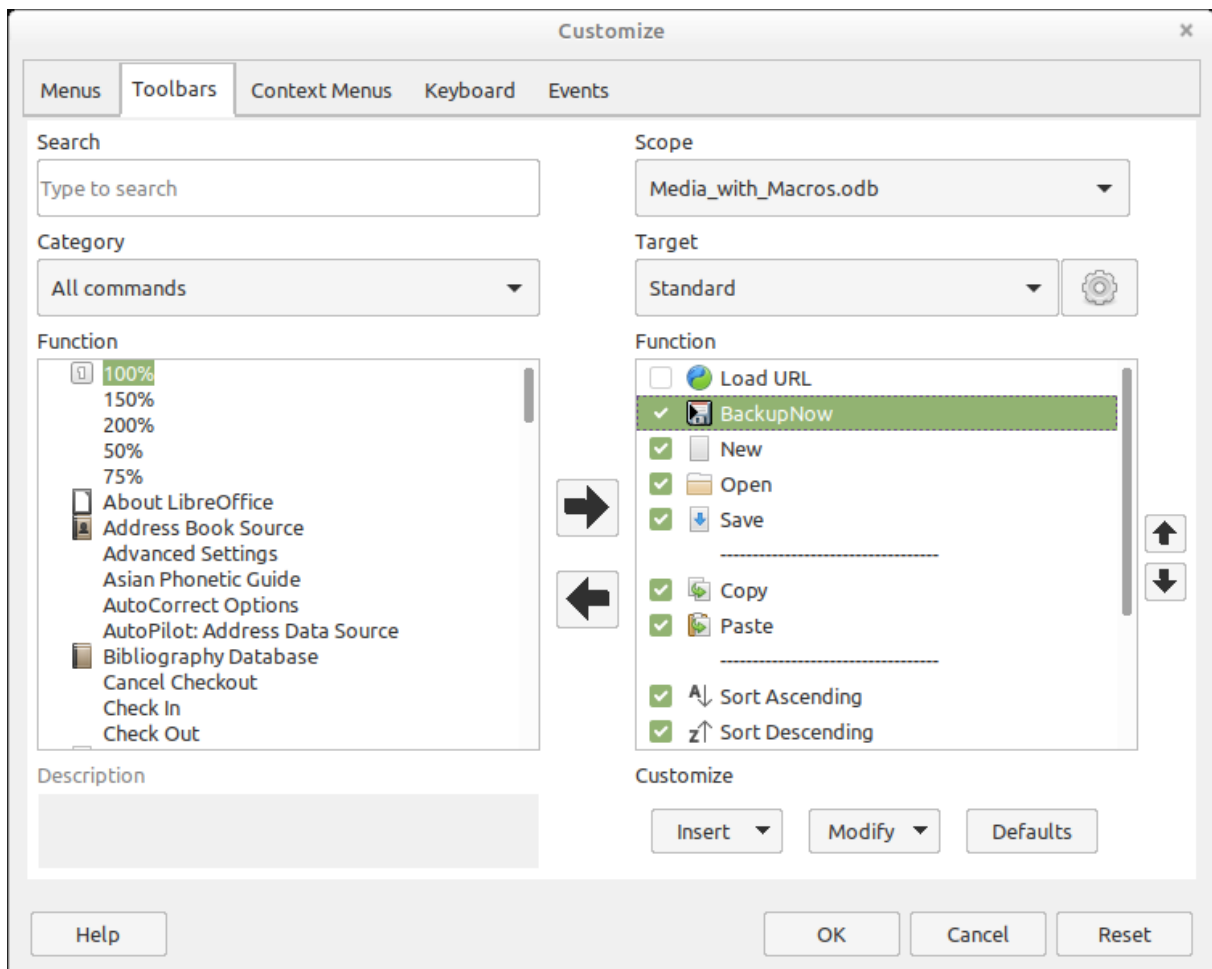 Customize
Menus Toolbars Context Menus Keyboard Events
Search
Type to search
Category
All commands
Function
100%
150%
200%
50%
75%
About LibreOffice
Address Book Source
Advanced Settings
Asian Phonetic Guide
AutoCorrect Options
AutoPilot: Address Data Source
Bibliography Database
Cancel Checkout
Check In
Check Out
Description
Scope
Media_with_Macros.odb
Target
Standard
Function
Load URL
BackupNow
New
Open
Save
----------------------------------
Copy
Paste
----------------------------------
Sort Ascending
Sort Descending
Customize
Insert Modify Defaults
Help OK Cancel Reset